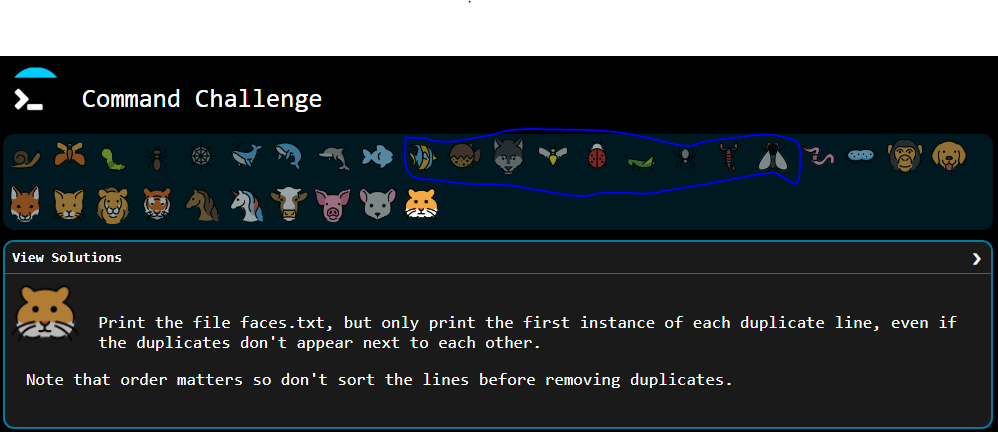 Command Challenge
View Solutions
Print the file faces.txt, but only print the first instance of each duplicate line, even if
the duplicates don't appear next to each other.
Note that order matters so don't sort the lines before removing duplicates.